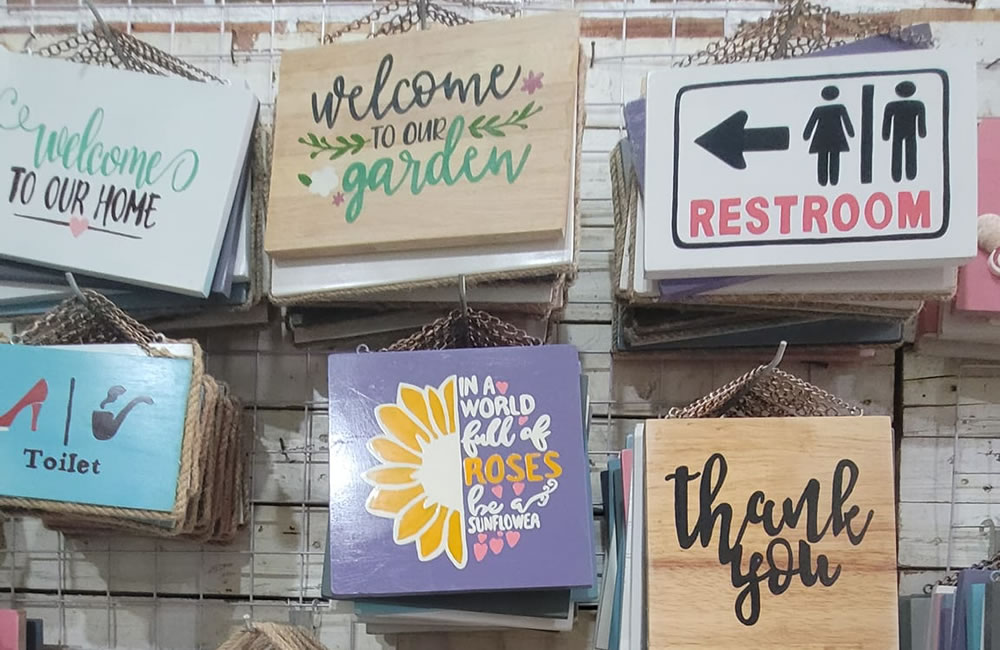 welcome
TO OUR HOME
welcome
TO OUR
garden
RESTROOM
Toilet
IN A
WORLD
full of
ROSES
be a
SUNFLOWER
thank
you